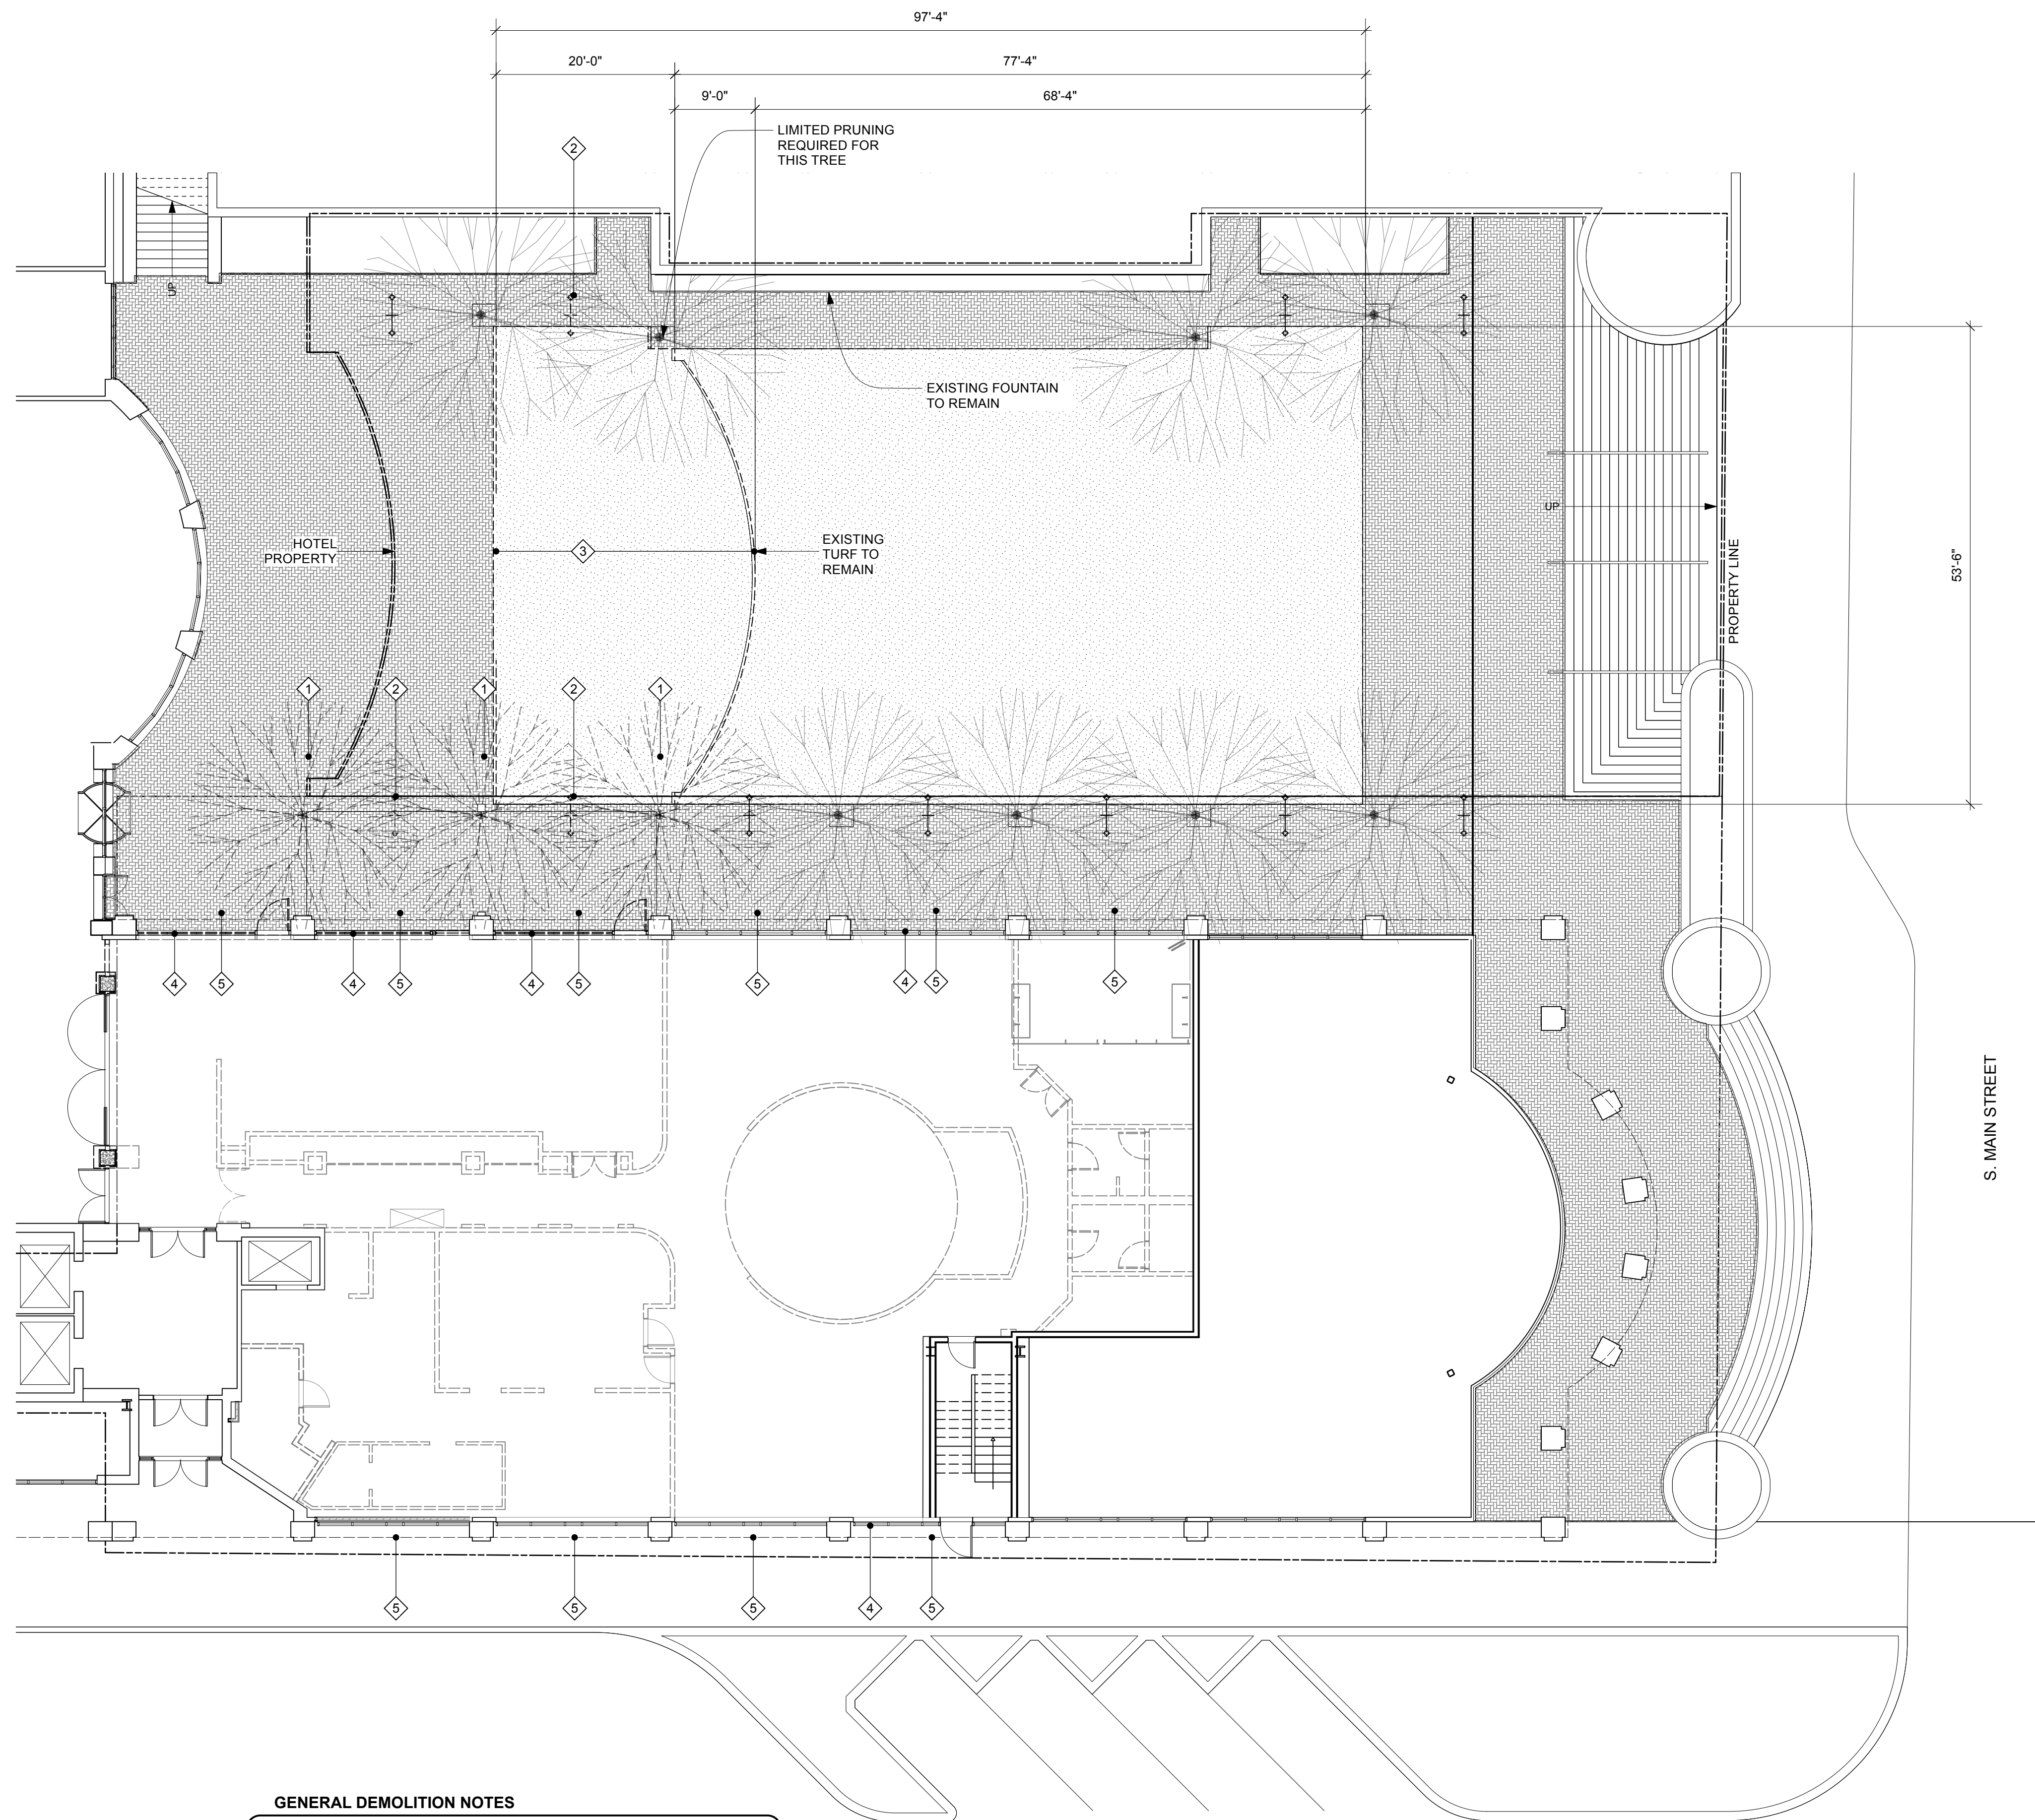 97'-4"
20'-0"
77'-4"
9'-0"
68'-4"
LIMITED PRUNING
REQUIRED FOR
THIS TREE
2
UP
EXISTING FOUNTAIN
TO REMAIN
UP
HOTEL
PROPERTY
3
EXISTING
TURF TO
REMAIN
53'-6"
PROPERTY LINE
1
2
1
2
1
4
5
4
5
4
5
5
4
5
5
S. MAIN STREET
5
5
5
4
5
GENERAL DEMOLITION NOTES